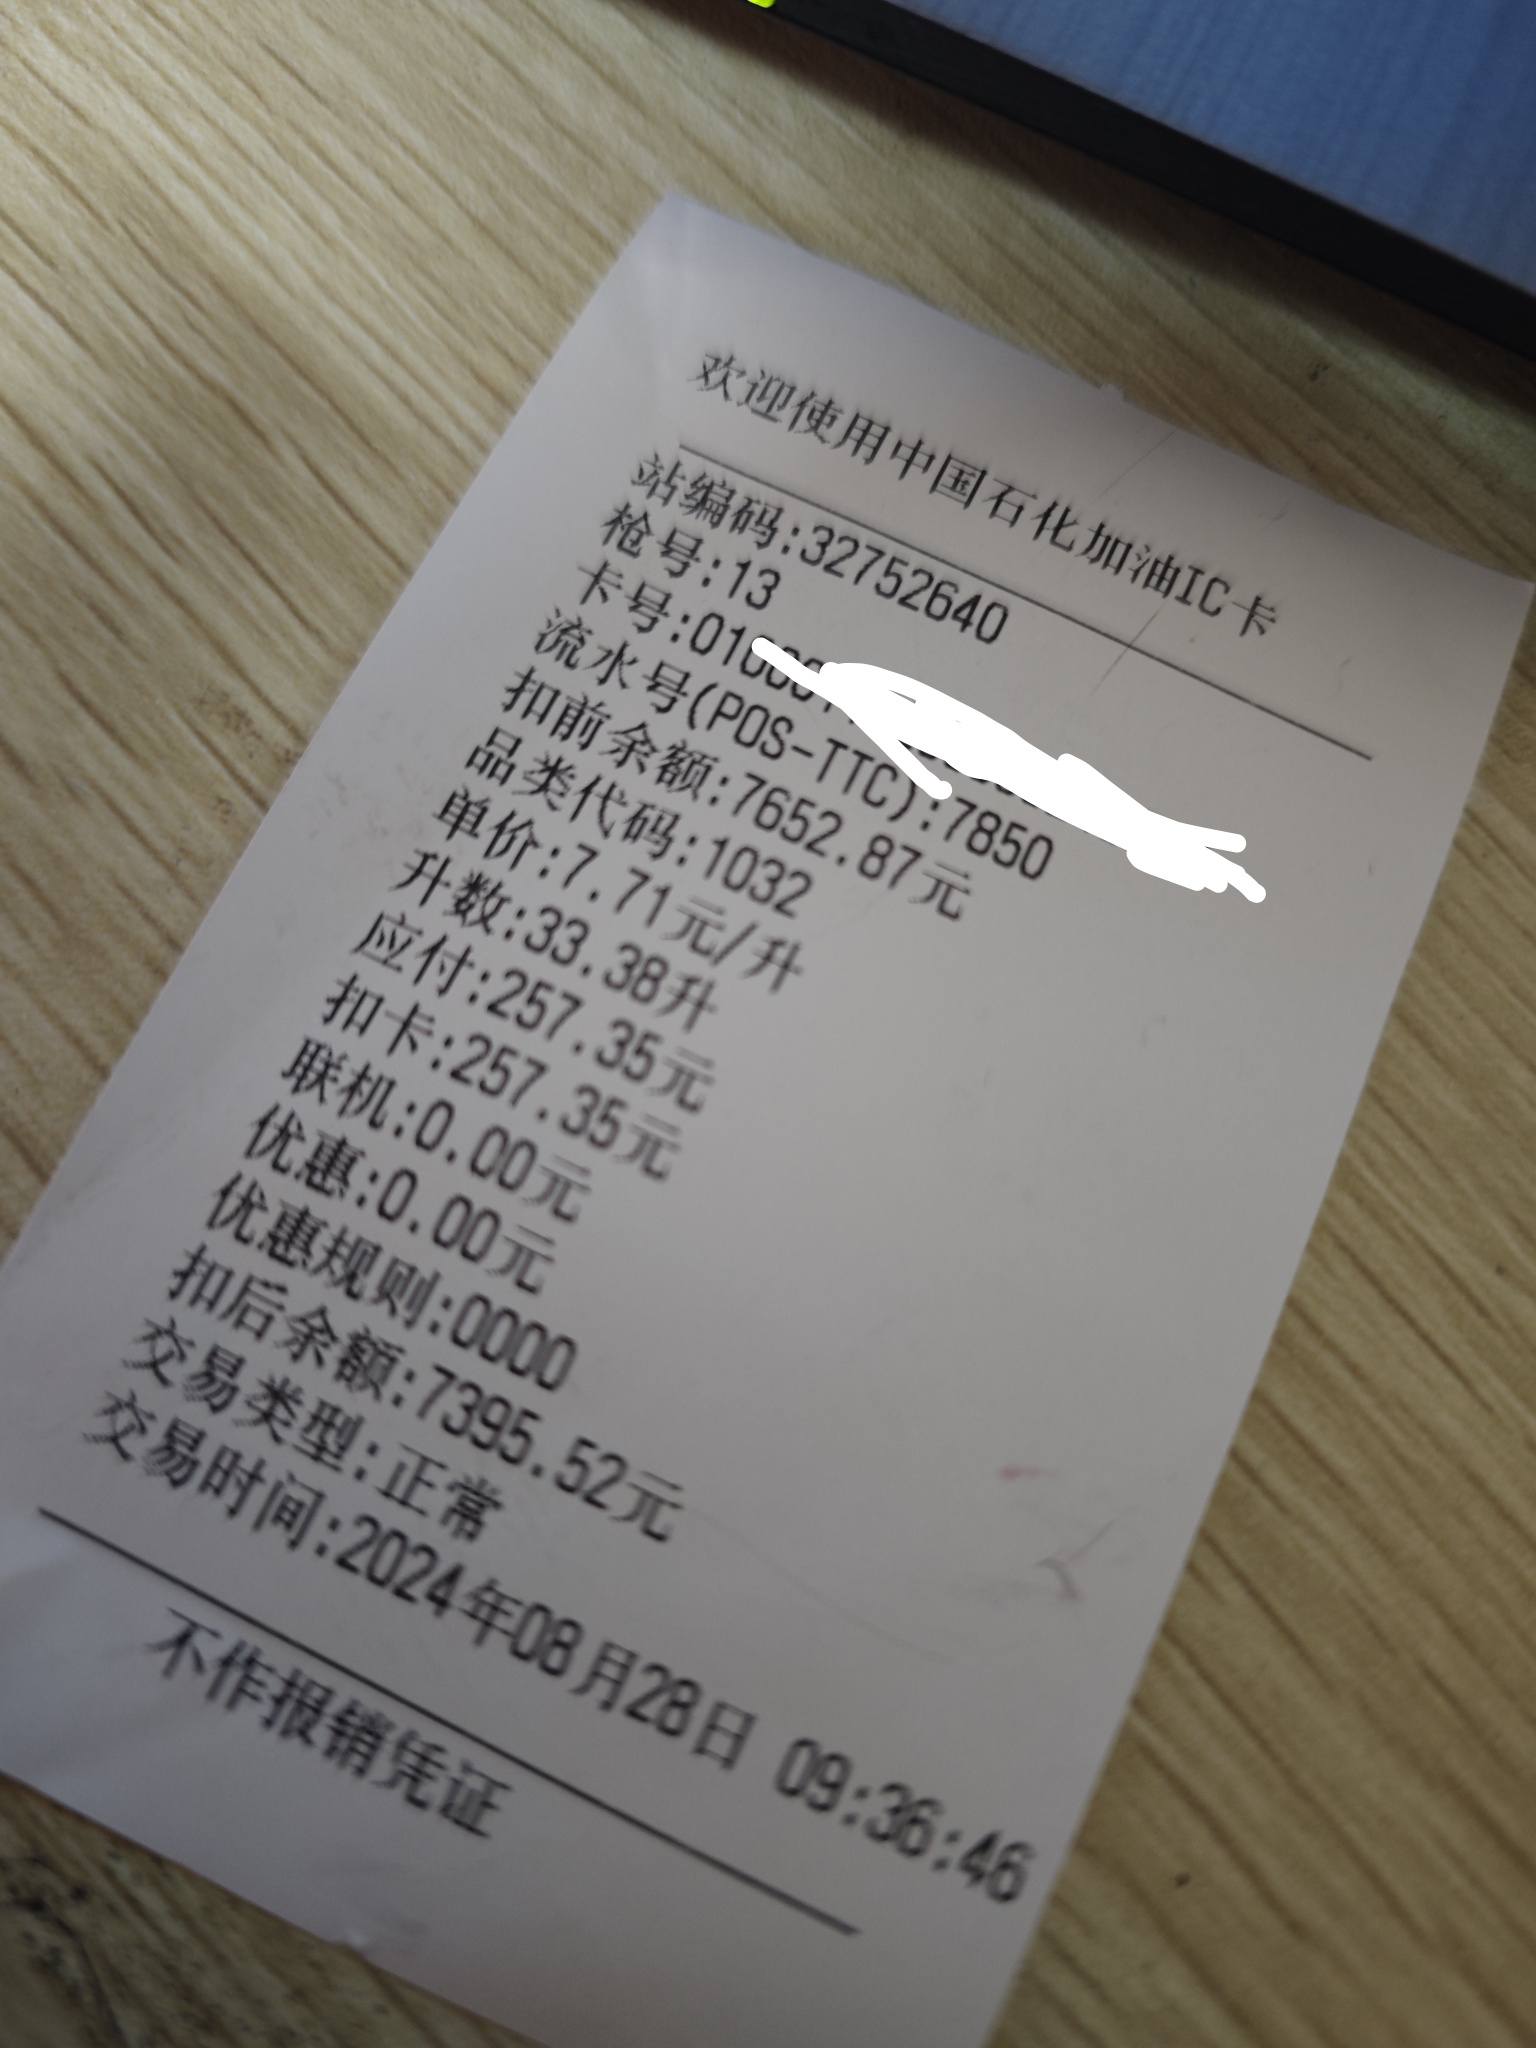 欢迎使用中国石化加油IC卡
站编码:32752640
枪号:13
卡号:01000
流水号(POS-TTC):7850
扣前余额:7652.87元
品类代码:1032
单价:7.71元/升
升数:33.38升
应付:257.35元
扣卡:257.35元
联机:0.00元
优惠:0.00元
优惠规则:0000
扣后余额:7395.52元
交易类型:正常
交易时间:2024年08月28日 09:36:46
不作报销凭证